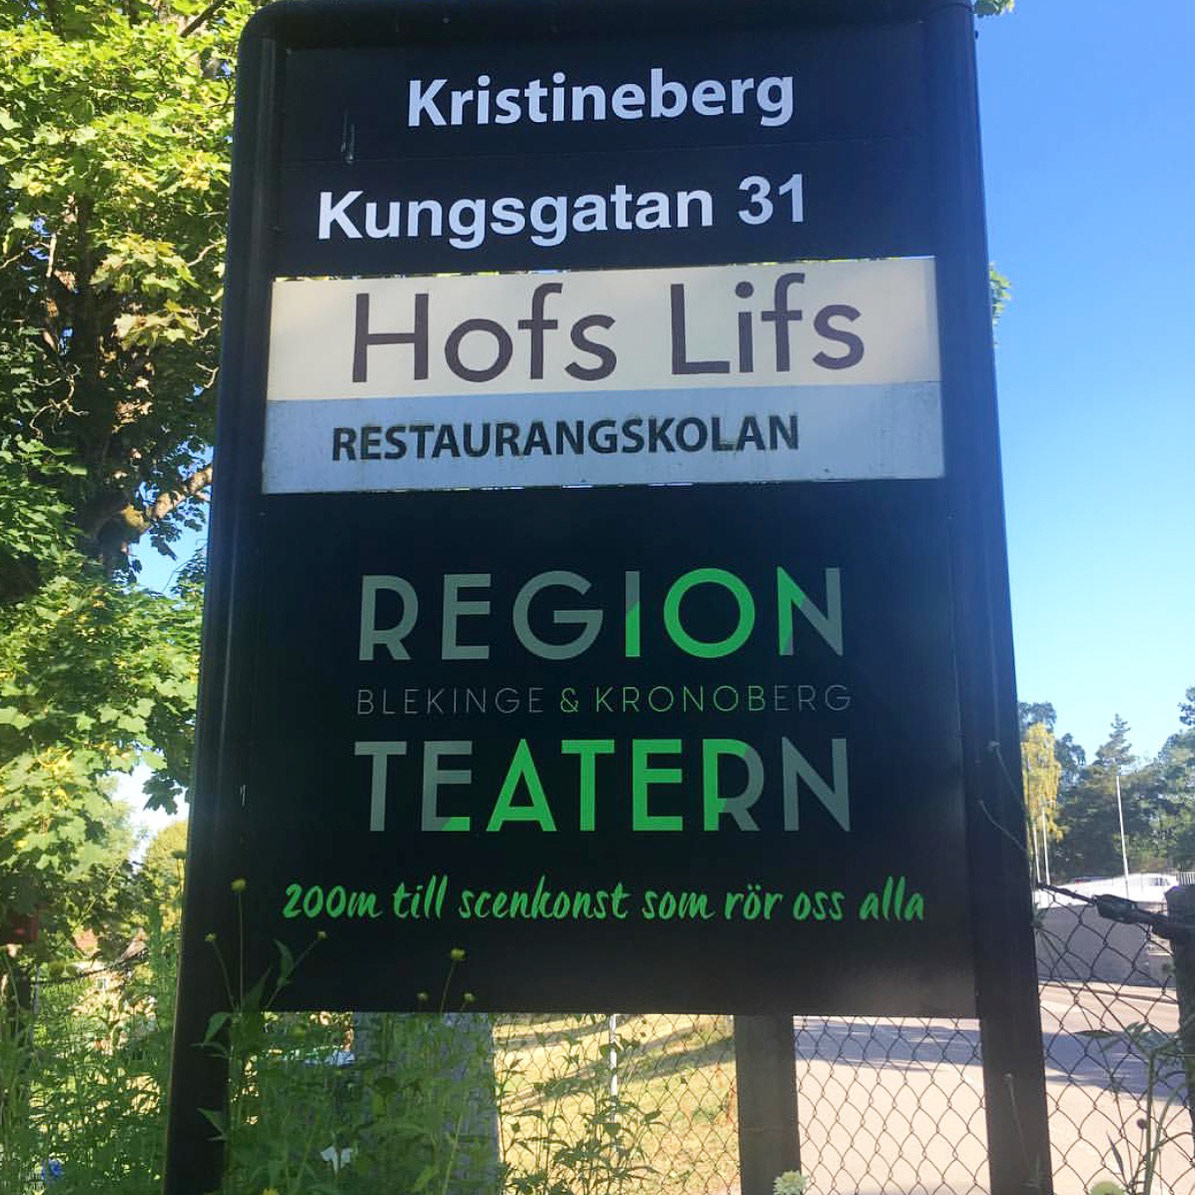 Kristineberg
Kungsgatan 31
Hofs Lifs
RESTAURANGSKOLAN
REGION
BLEKINGE & KRONOBERG
TEATERN
200m till scenkonst som rör oss alla